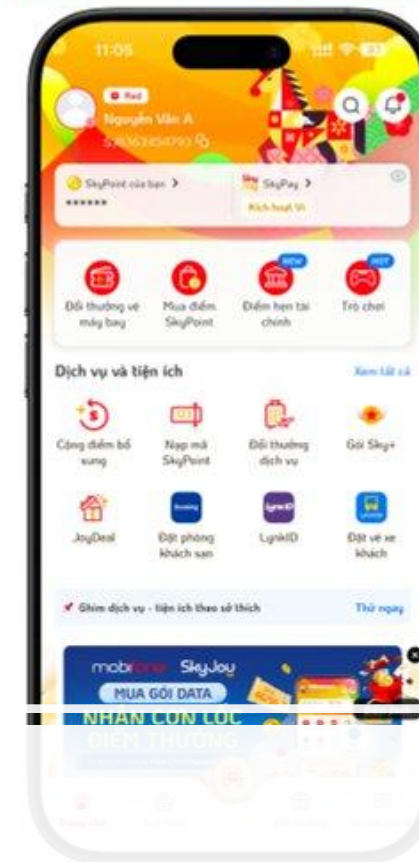 11:05
Red
Nguyễn Văn A
SkyPoint của bạn >
******
SkyPay >
Kích hoạt Ví
NEW
HOT
Đổi thưởng vé máy bay
Mua điểm SkyPoint
Điểm hẹn tài chính
Trò chơi
Dịch vụ và tiện ích
Xem tất cả
Cộng điểm bổ sung
Nạp mã SkyPoint
Đổi thưởng dịch vụ
Gói Sky+
JoyDeal
Booking
Đặt phòng khách sạn
LynkID
LynkID
Đặt vé xe khách
Ghim dịch vụ - tiện ích theo sở thích
Thử ngay
mobifone SkyJoy
MUA GÓI DATA
NHẬN CƠN LỐC
ĐIỂM THƯỞNG